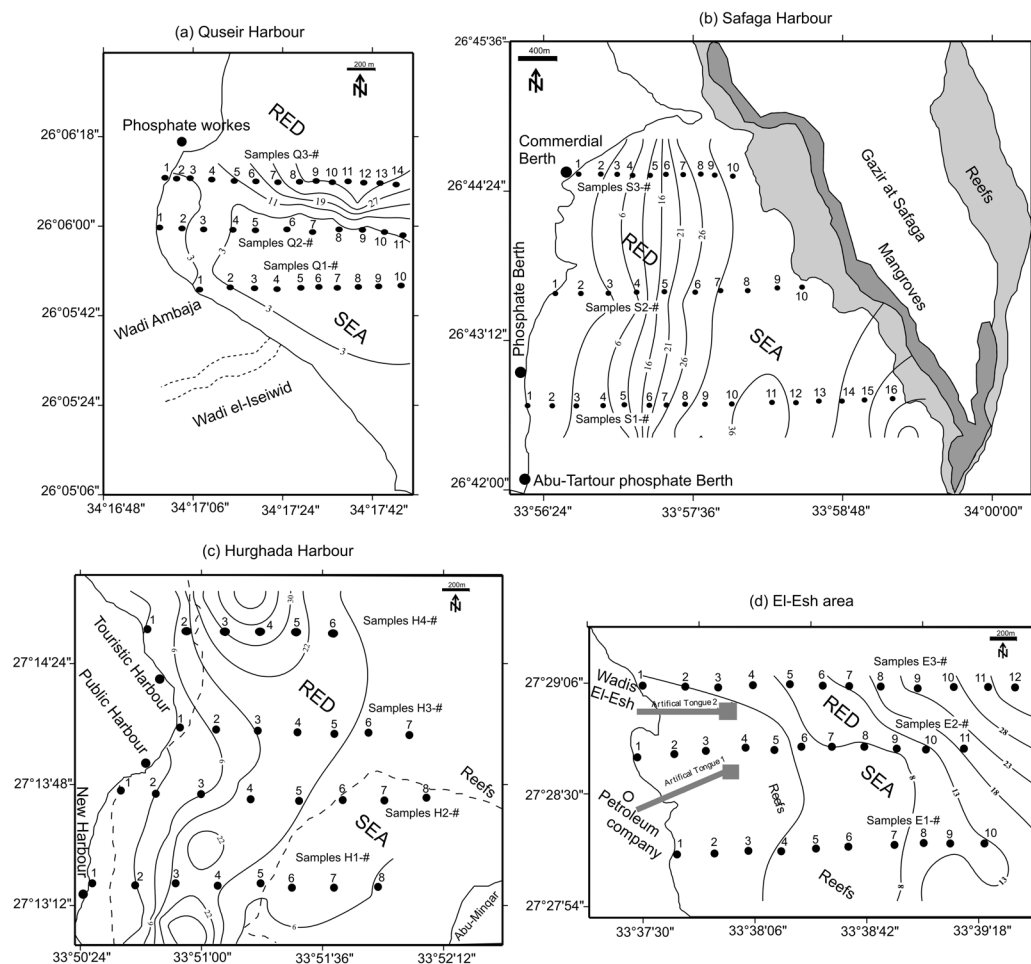 (a) Quseir Harbour
200 m
N
26°06'18"
26°06'00"
26°05'42"
26°05'24"
26°05'06"
34°16'48"
34°17'06"
34°17'24"
34°17'42"
Phosphate workes
RED
Samples Q3-#
1 2 3 4 5 6 7 8 9 10 11 12 13 14
11
19
27
1 2 3 4 5 6 7 8 9 10 11
Samples Q2-#
3
3
Samples Q1-#
1 2 3 4 5 6 7 8 9 10
SEA
3
3
Wadi Ambaja
Wadi el-Iseiwid
(b) Safaga Harbour
400m
N
26°45'36"
26°44'24"
26°43'12"
26°42'00"
33°56'24"
33°57'36"
33°58'48"
34°00'00"
Commerdial
Berth
1 2 3 4 5 6 7 8 9 10
Samples S3-#
6
16
21
26
RED
Gazir at Safaga
Mangroves
Reefs
Phosphate Berth
1 2 3 4 5 6 7 8 9 10
Samples S2-#
6
16
21
26
SEA
1 2 3 4 5 6 7 8 9 10 11 12 13 14 15 16
Samples S1-#
36
Abu-Tartour phosphate Berth
(c) Hurghada Harbour
200m
N
27°14'24"
27°13'48"
27°13'12"
33°50'24"
33°51'00"
33°51'36"
33°52'12"
30
Samples H4-#
1 2 3 4 5 6
22
6
Touristic Harbour
Public Harbour
New Harbour
RED
Samples H3-#
1 2 3 4 5 6 7
3
6
Reefs
1 2 3 4 5 6 7 8
Samples H2-#
SEA
22
Samples H1-#
1 2 3 4 5 6 7 8
22
6
6
Abu-Minqar
(d) El-Esh area
200m
N
27°29'06"
27°28'30"
27°27'54"
33°37'30"
33°38'06"
33°38'42"
33°39'18"
Wadis
El-Esh
Samples E3-#
1 2 3 4 5 6 7 8 9 10 11 12
Artifical Tongue 2
RED
28
Samples E2-#
1 2 3 4 5 6 7 8 9 10 11
23
Artifical Tongue 1
SEA
8
13
18
Reefs
Petroleum
company
Samples E1-#
1 2 3 4 5 6 7 8 9 10
Reefs
8
13